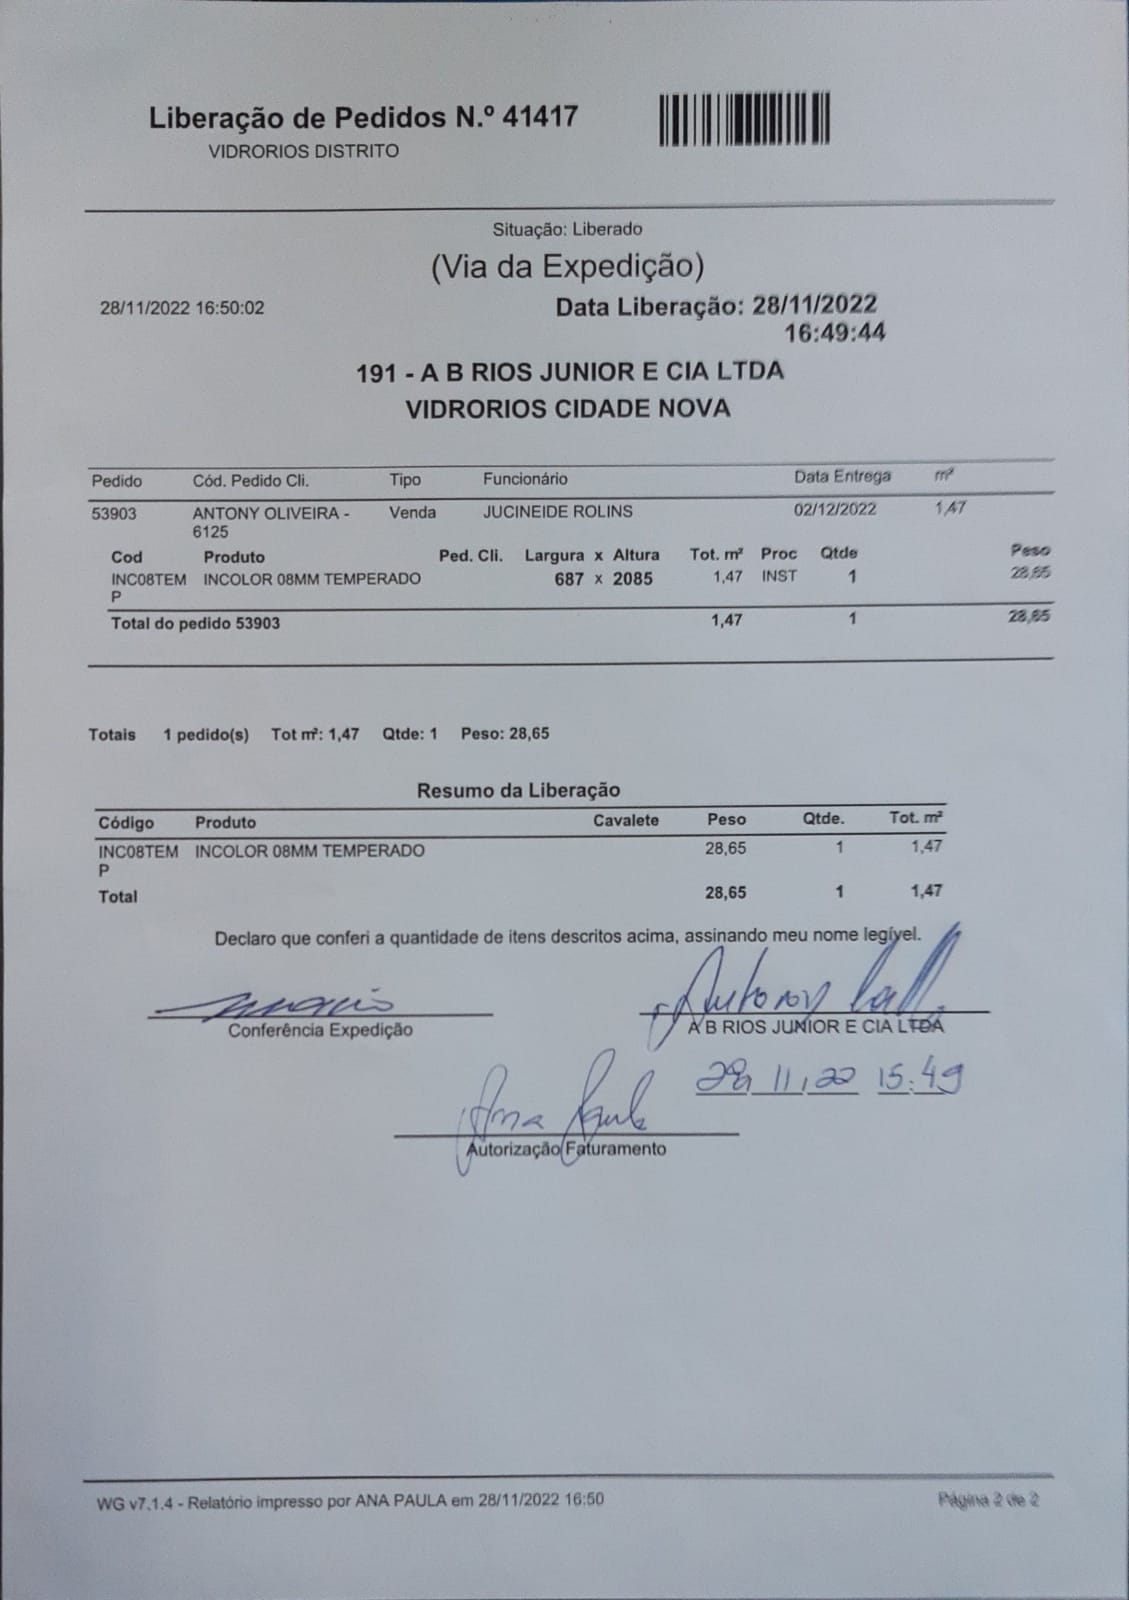 Liberação de Pedidos N.º 41417
VIDRORIOS DISTRITO
Situação: Liberado
(Via da Expedição)
28/11/2022 16:50:02 Data Liberação: 28/11/2022
16:49:44
191 - A B RIOS JUNIOR E CIA LTDA
VIDRORIOS CIDADE NOVA
Pedido Cód. Pedido Cli. Tipo Funcionário Data Entrega m²
53903 ANTONY OLIVEIRA - Venda JUCINEIDE ROLINS 02/12/2022 1,47
6125
Cod Produto Ped. Cli. Largura x Altura Tot. m² Proc Qtde Peso
INC08TEM INCOLOR 08MM TEMPERADO 687 x 2085 1,47 INST 1 28,65
P
Total do pedido 53903 1,47 1 28,65
Totais 1 pedido(s) Tot m²: 1,47 Qtde: 1 Peso: 28,65
Resumo da Liberação
Código Produto Cavalete Peso Qtde. Tot. m²
INC08TEM INCOLOR 08MM TEMPERADO 28,65 1 1,47
P
Total 28,65 1 1,47
Declaro que conferi a quantidade de itens descritos acima, assinando meu nome legível.
Antony
Conferência Expedição A B RIOS JUNIOR E CIA LTDA
11,22 15:49
Ana Paula
Autorização Faturamento
WG v7.1.4 - Relatório impresso por ANA PAULA em 28/11/2022 16:50 Página 2 de 2